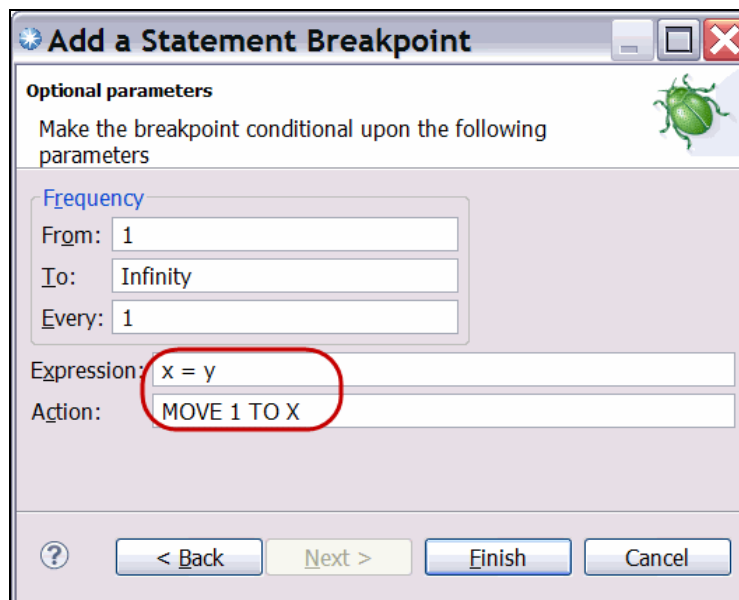 Add a Statement Breakpoint
Optional parameters
Make the breakpoint conditional upon the following
parameters
Frequency
From: 1
To: Infinity
Every: 1
Expression: x = y
Action: MOVE 1 TO X
? < Back Next > Finish Cancel